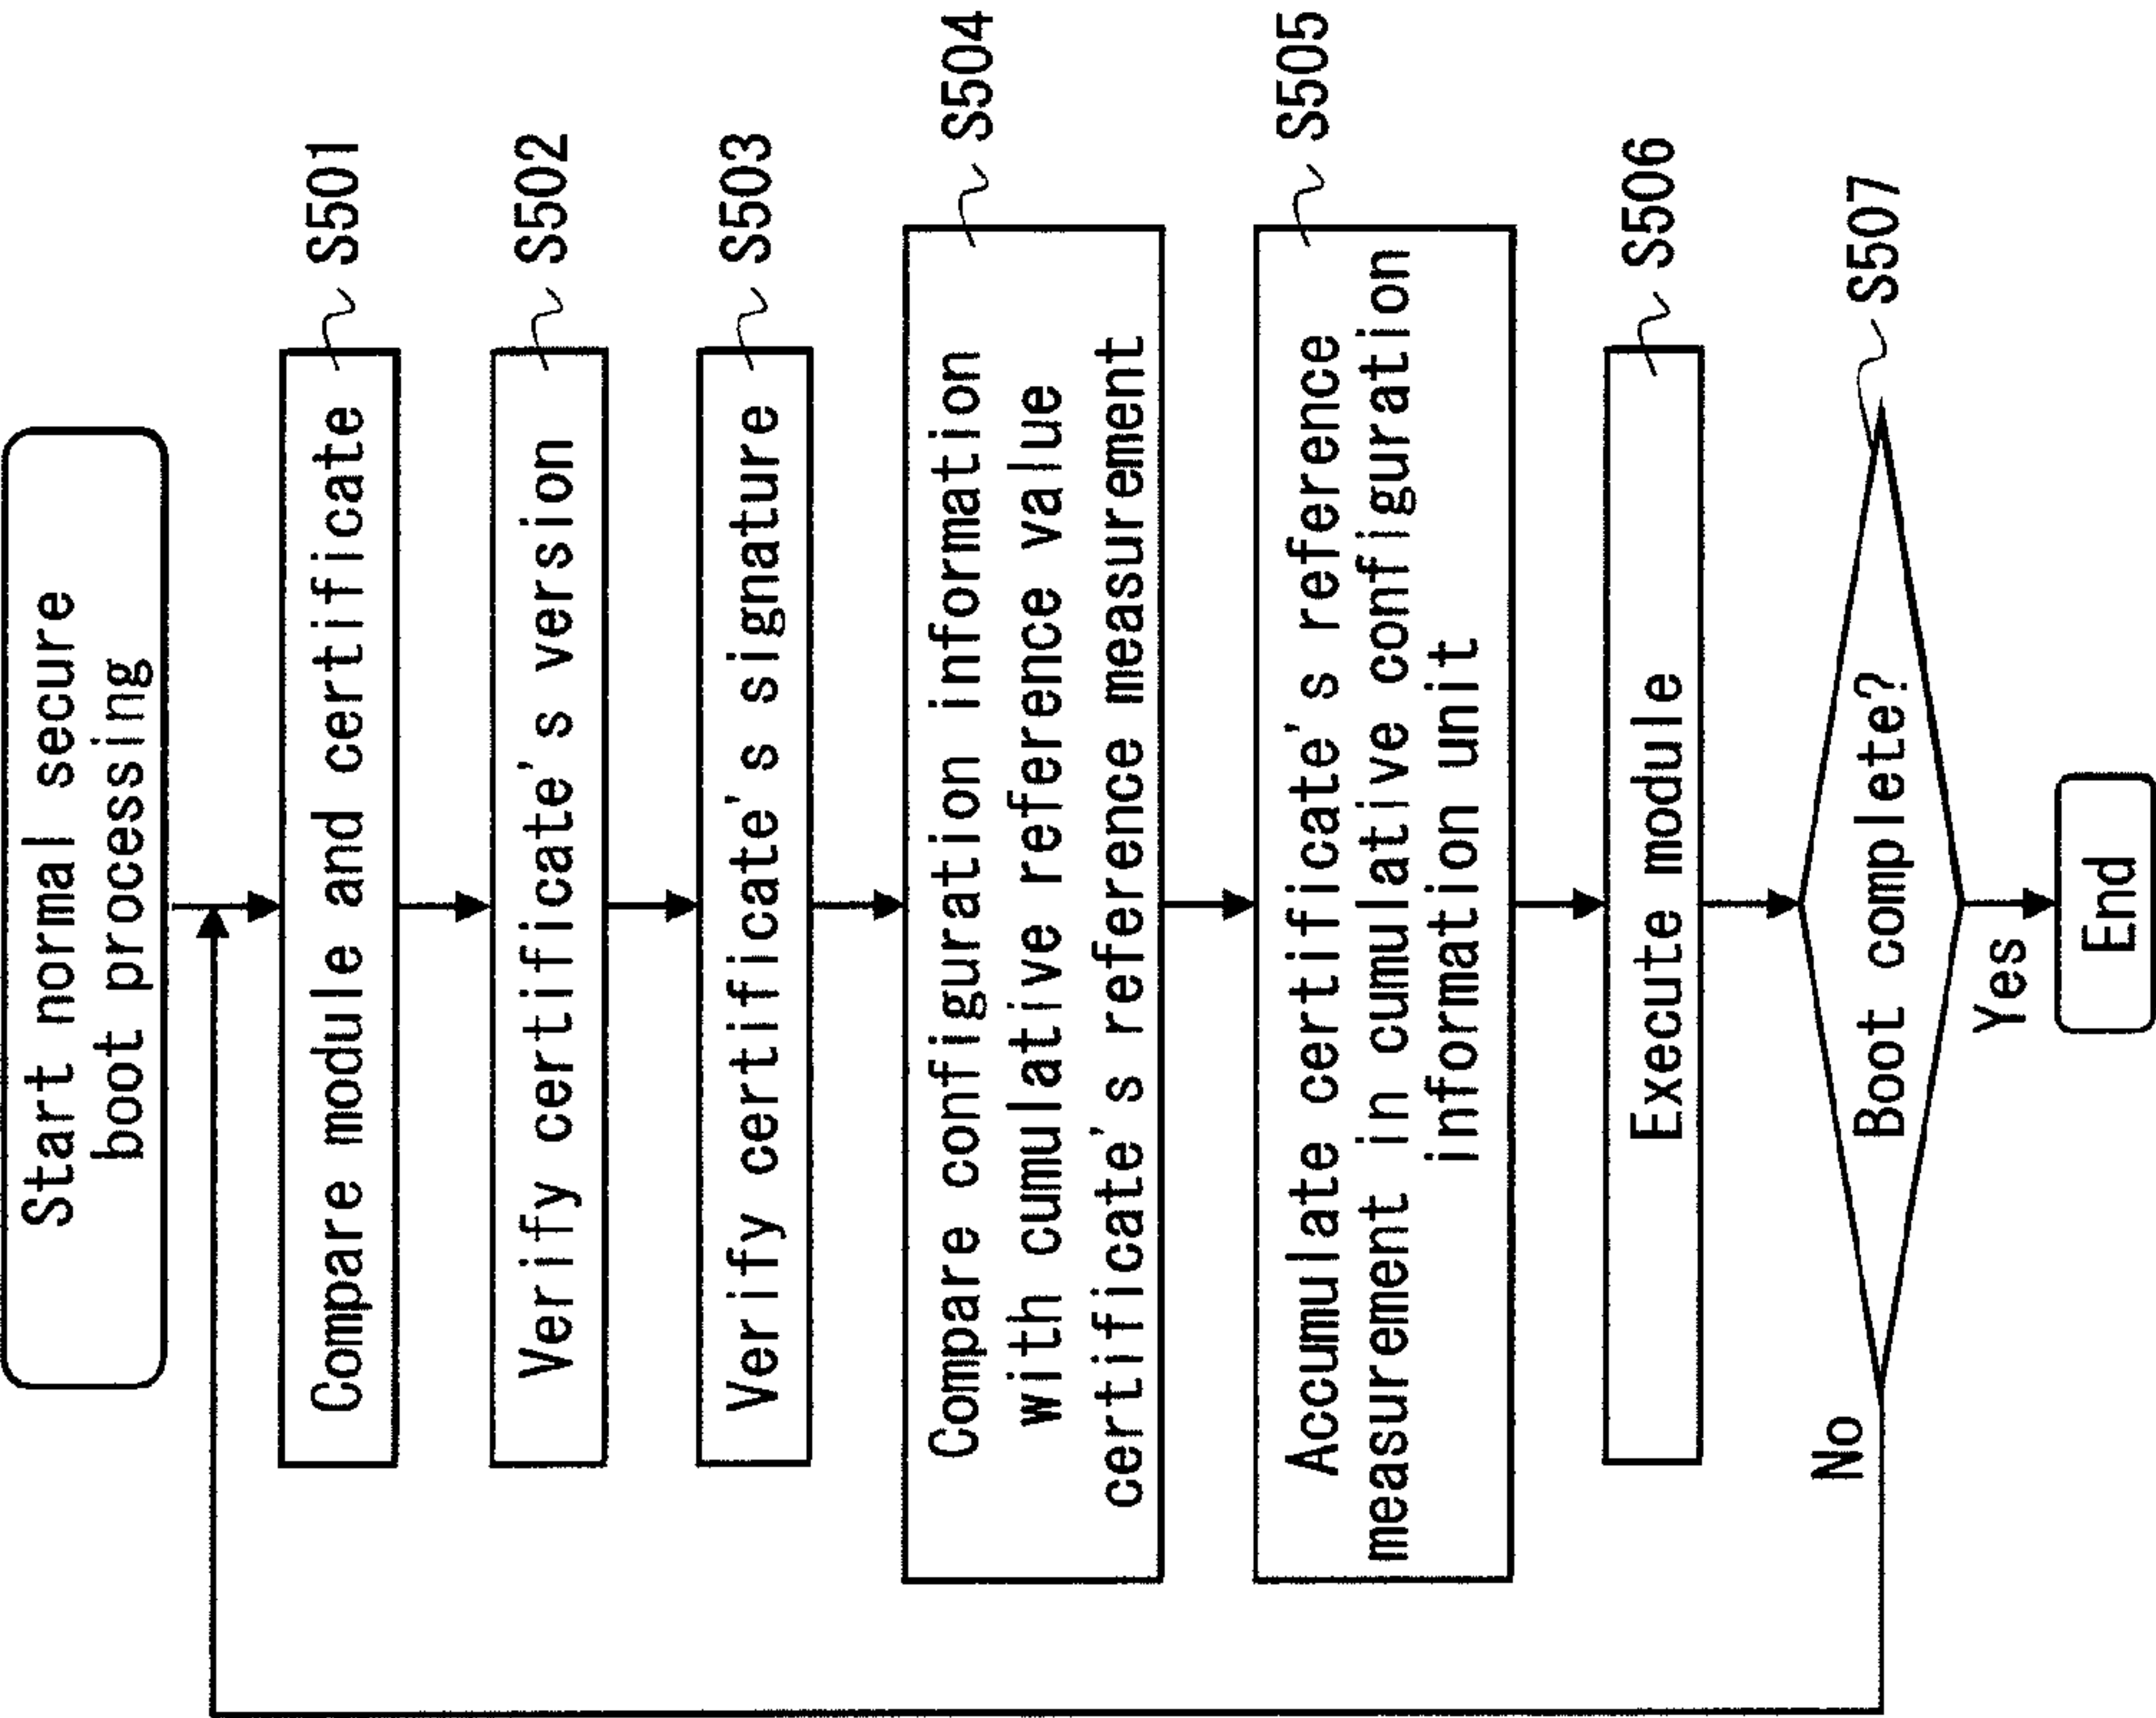 Start normal secure
boot processing
Compare module and certificate
S501
Verify certificate's version
S502
Verify certificate's signature
S503
Compare configuration information
with cumulative reference value
certificate's reference measurement
S504
Accumulate certificate's reference
measurement in cumulative configuration
information unit
S505
Execute module
S506
Boot complete?
S507
No
Yes
End